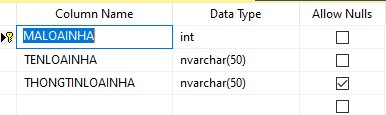 Column Name Data Type Allow Nulls
MALOAINHA int
TENLOAINHA nvarchar(50)
THONGTINLOAINHA nvarchar(50)